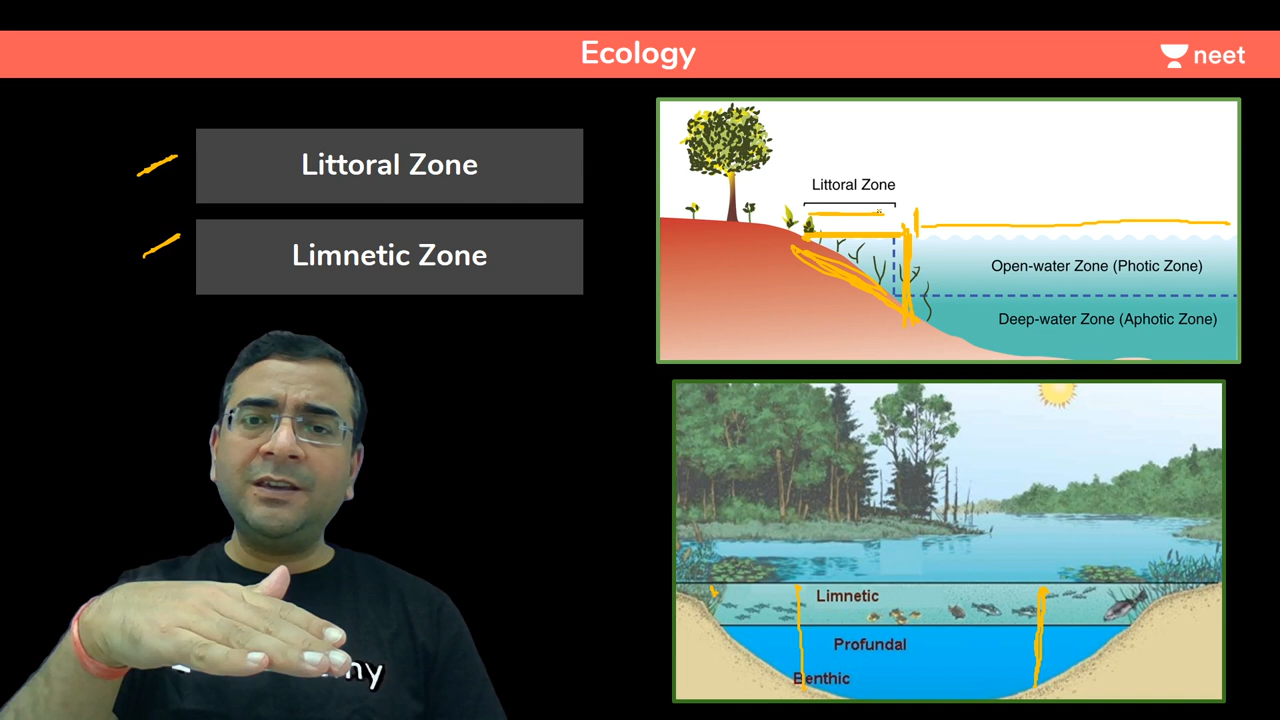 Ecology
neet
Littoral Zone
Limnetic Zone
Littoral Zone
Open-water Zone (Photic Zone)
Deep-water Zone (Aphotic Zone)
Limnetic
Profundal
Benthic